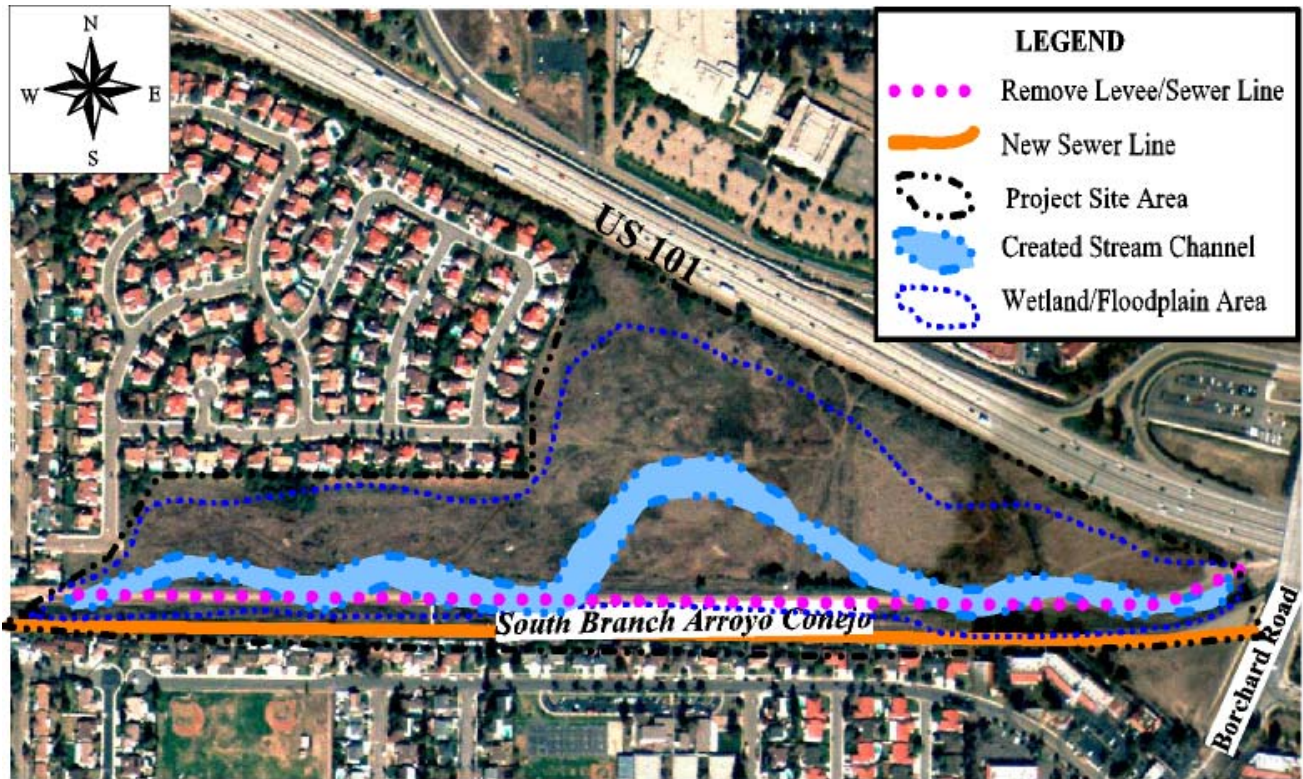 N
W E
S
LEGEND
Remove Levee/Sewer Line
New Sewer Line
Project Site Area
Created Stream Channel
Wetland/Floodplain Area
US 101
South Branch Arroyo Conejo
Borchard Road